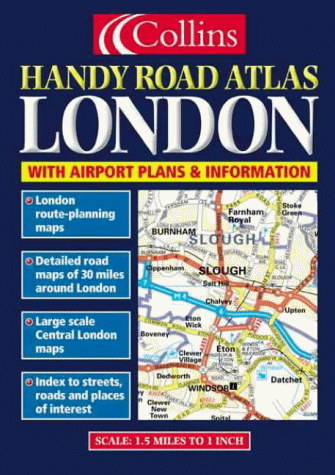 Collins
HANDY ROAD ATLAS
LONDON
WITH AIRPORT PLANS & INFORMATION
London
route-planning
maps
Detailed road
maps of 30 miles
around London
Large scale
Central London
maps
Index to streets,
roads and places
of interest
Stoke
Green
Farnham
Royal
BURNHAM
SLOUGH
Cippenham
SLOUGH
Salt Hill
Chalvey
M 4
Upton
Eton
Wick
Boveney
ETON
Eton
Clewer
Village
Dedworth
WINDSOR
Datchet
Clewer
New
Town
SCALE: 1.5 MILES TO 1 INCH